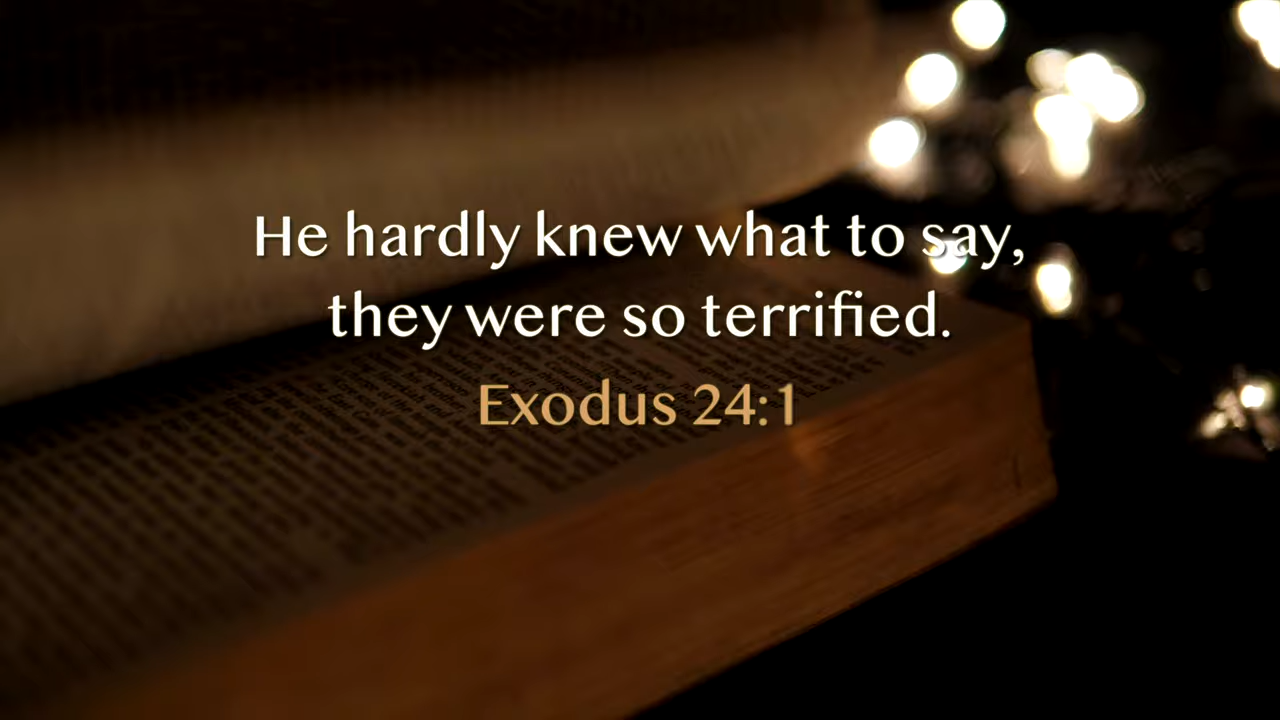 He hardly knew what to say,
they were so terrified.
Exodus 24:1